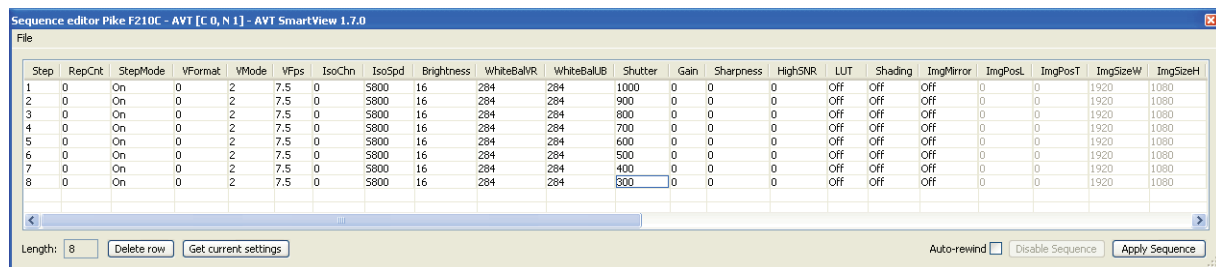 Sequence editor Pike F210C - AVT [C 0, N 1] - AVT SmartView 1.7.0
File
Step RepCnt StepMode VFormat VMode VFps IsoChn IsoSpd Brightness WhiteBalVR WhiteBalUB Shutter Gain Sharpness HighSNR LUT Shading ImgMirror ImgPosL ImgPosT ImgSizeW ImgSizeH
1 0 On 0 2 7.5 0 S800 16 284 284 1000 0 0 0 Off Off Off 0 0 1920 1080
2 0 On 0 2 7.5 0 S800 16 284 284 900 0 0 0 Off Off Off 0 0 1920 1080
3 0 On 0 2 7.5 0 S800 16 284 284 800 0 0 0 Off Off Off 0 0 1920 1080
4 0 On 0 2 7.5 0 S800 16 284 284 700 0 0 0 Off Off Off 0 0 1920 1080
5 0 On 0 2 7.5 0 S800 16 284 284 600 0 0 0 Off Off Off 0 0 1920 1080
6 0 On 0 2 7.5 0 S800 16 284 284 500 0 0 0 Off Off Off 0 0 1920 1080
7 0 On 0 2 7.5 0 S800 16 284 284 400 0 0 0 Off Off Off 0 0 1920 1080
8 0 On 0 2 7.5 0 S800 16 284 284 300 0 0 0 Off Off Off 0 0 1920 1080
Length: 8 Delete row Get current settings Auto-rewind Disable Sequence Apply Sequence